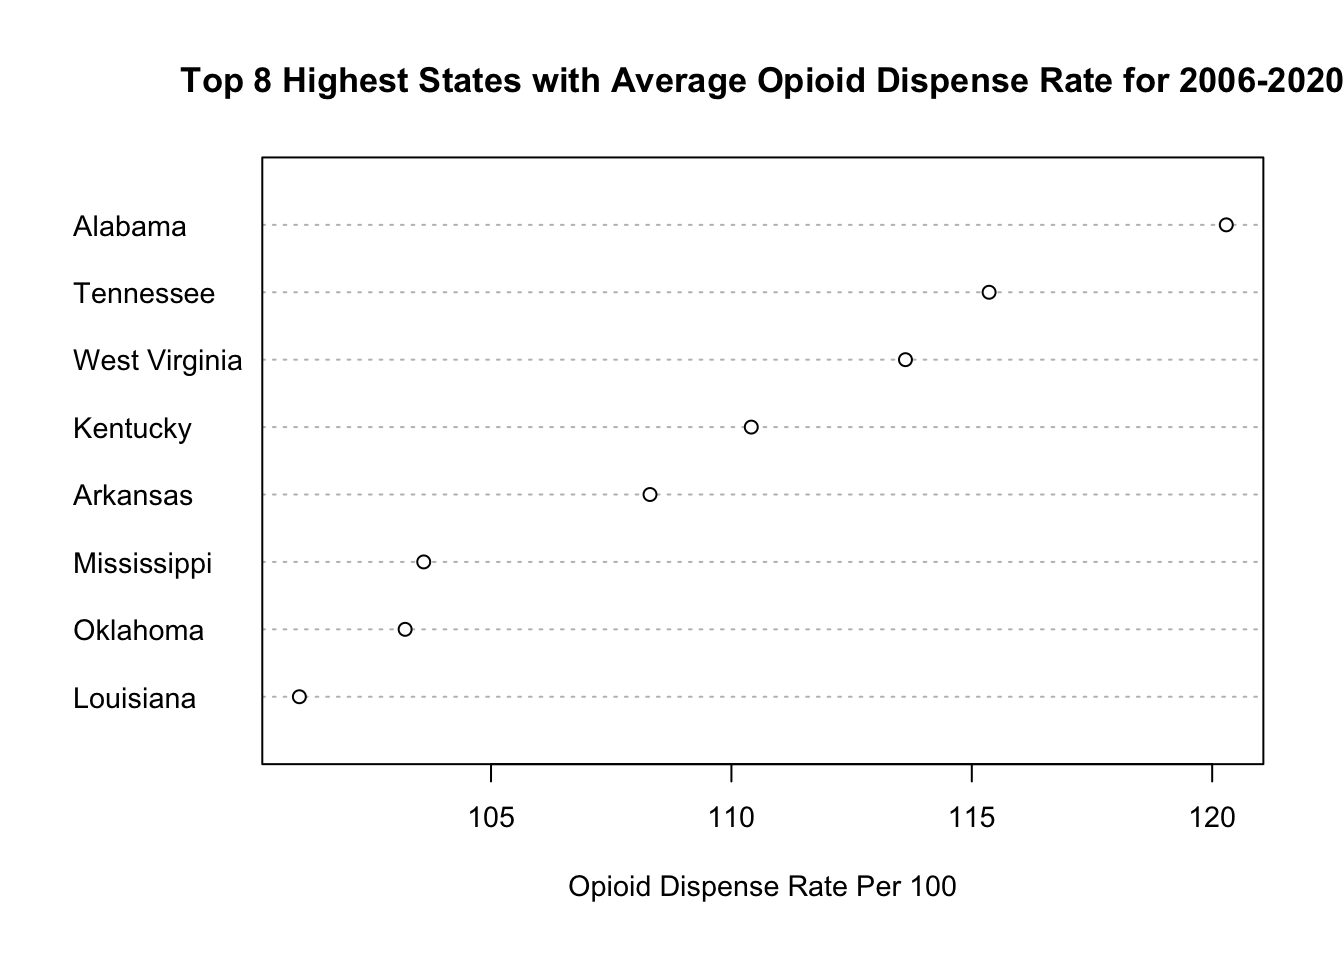 Top 8 Highest States with Average Opioid Dispense Rate for 2006-2020
Alabama
Tennessee
West Virginia
Kentucky
Arkansas
Mississippi
Oklahoma
Louisiana
105 110 115 120
Opioid Dispense Rate Per 100